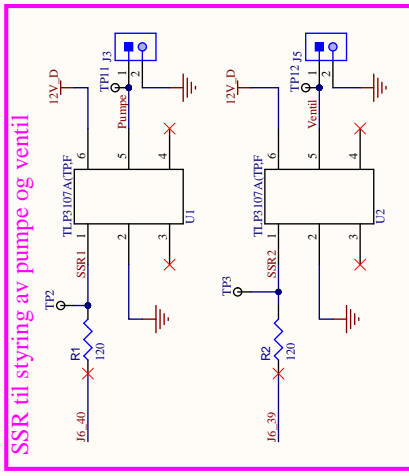 SSR til styring av pumpe og ventil
J6_40
R1
120
TP2
SSR1
1
2
3
TLP3107A(TP,F
U1
6
5
4
12V_D
Pumpe
TP11
1
2
J3
J6_39
R2
120
TP3
SSR2
1
2
3
TLP3107A(TP,F
U2
6
5
4
12V_D
Ventil
TP12
1
2
J5